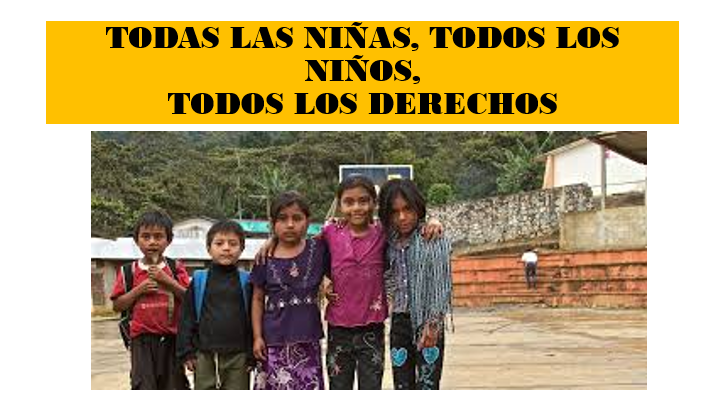 TODAS LAS NIÑAS, TODOS LOS
NIÑOS,
TODOS LOS DERECHOS